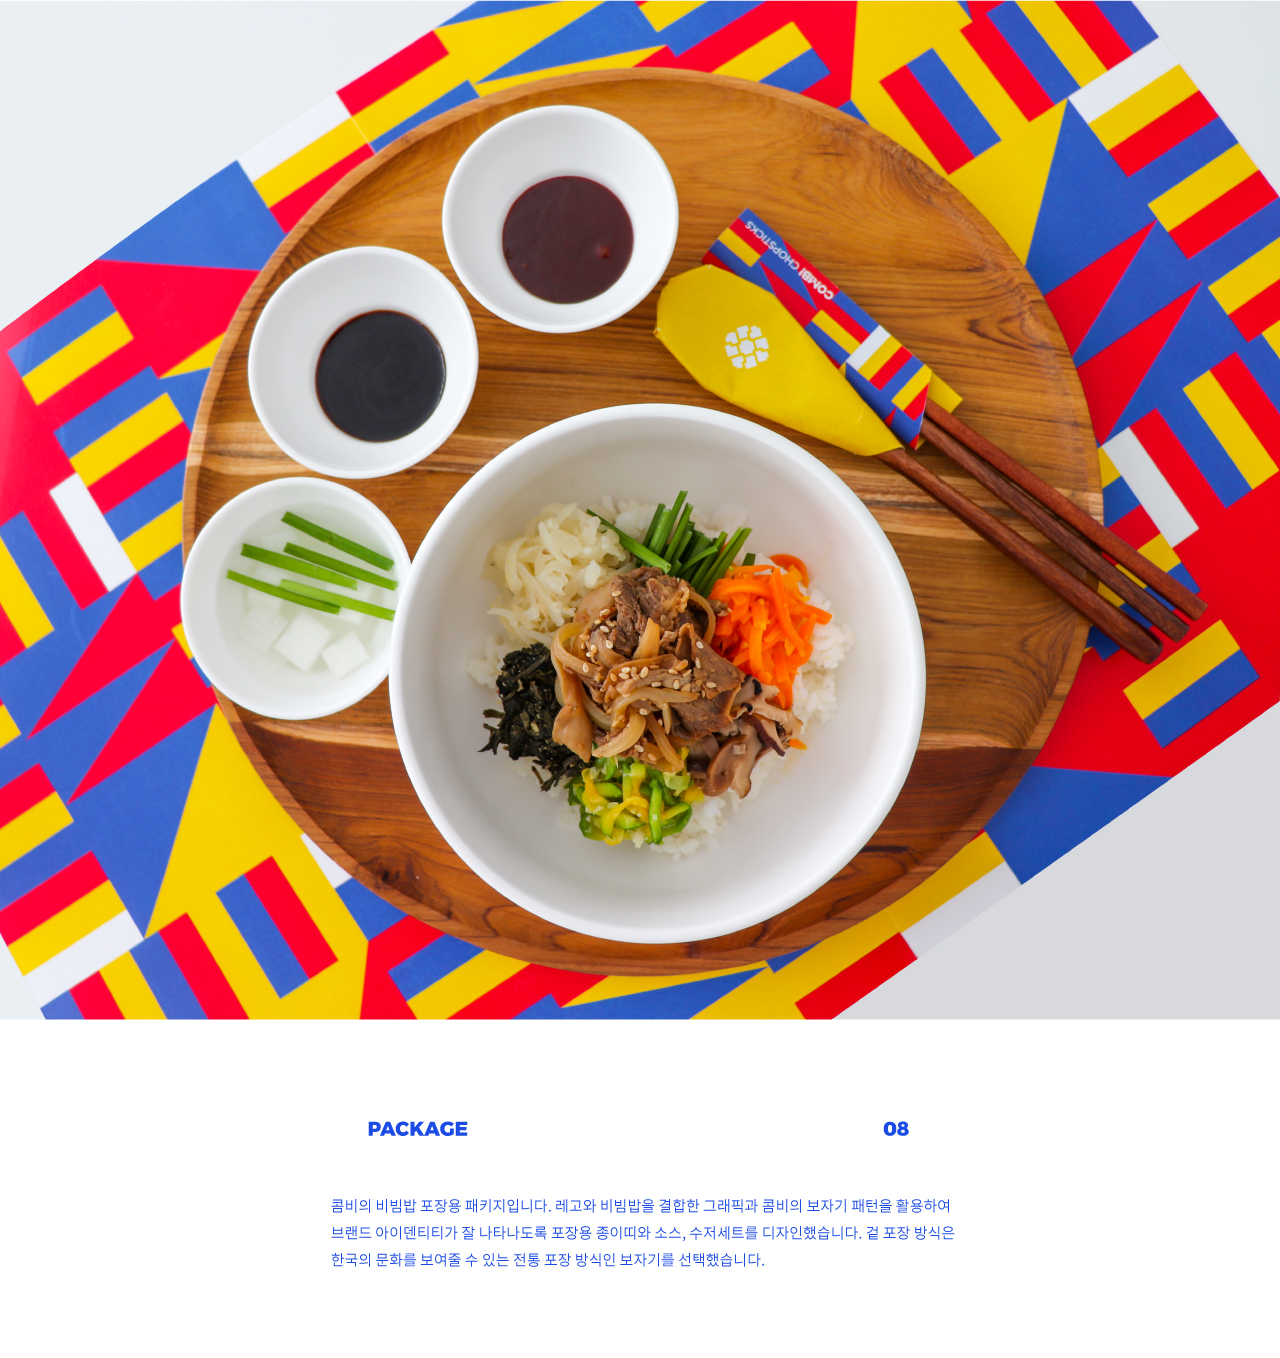 COMBI CHOPSTICKS
PACKAGE
08
콤비의 비빔밥 포장용 패키지입니다. 레고와 비빔밥을 결합한 그래픽과 콤비의 보자기 패턴을 활용하여
브랜드 아이덴티티가 잘 나타나도록 포장용 종이띠와 소스, 수저세트를 디자인했습니다. 겉 포장 방식은
한국의 문화를 보여줄 수 있는 전통 포장 방식인 보자기를 선택했습니다.